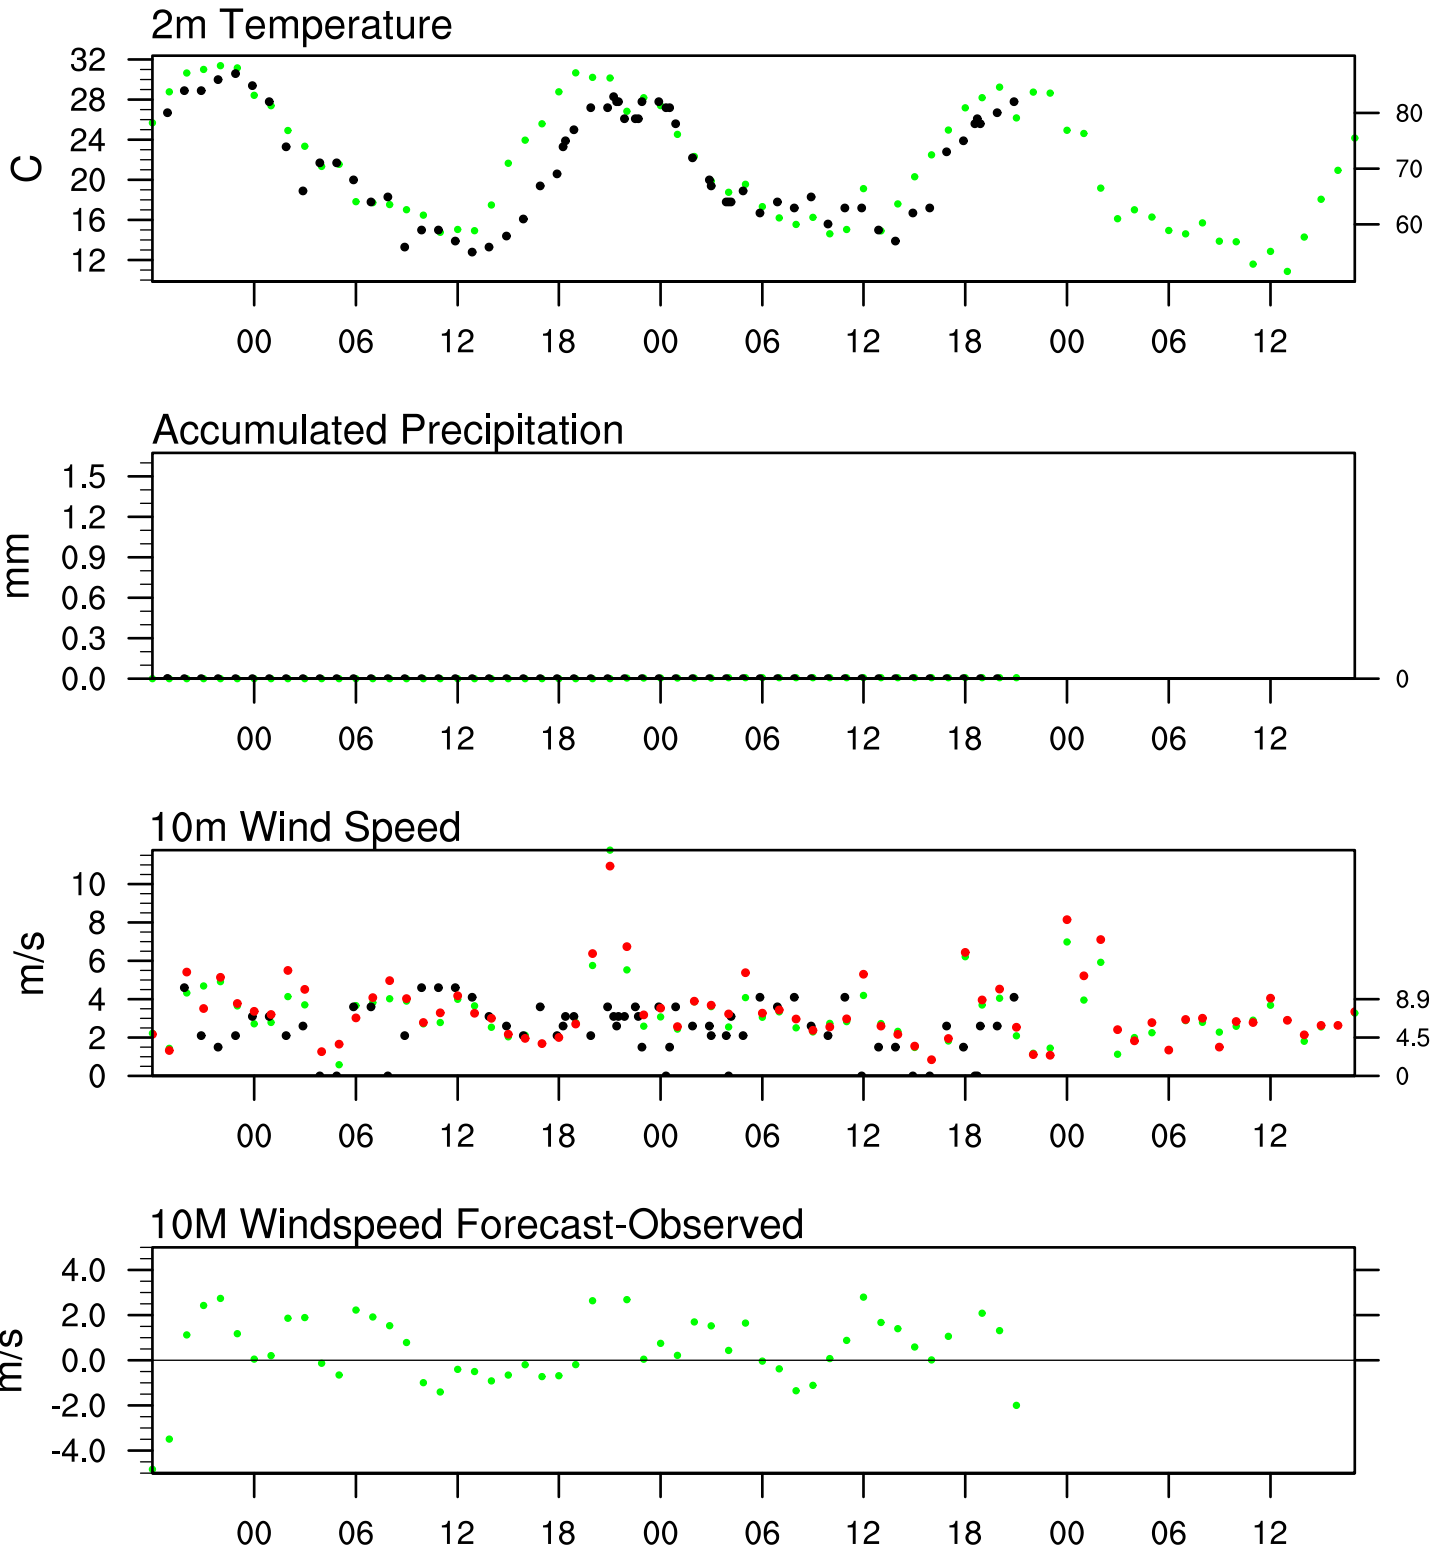 2m Temperature
32
28
24
20
16
12
C
80
70
60
00 06 12 18 00 06 12 18 00 06 12
Accumulated Precipitation
1.5
1.2
0.9
0.6
0.3
0.0
mm
0
00 06 12 18 00 06 12 18 00 06 12
10m Wind Speed
10
8
6
4
2
0
m/s
8.9
4.5
0
00 06 12 18 00 06 12 18 00 06 12
10M Windspeed Forecast-Observed
4.0
2.0
0.0
-2.0
-4.0
m/s
00 06 12 18 00 06 12 18 00 06 12